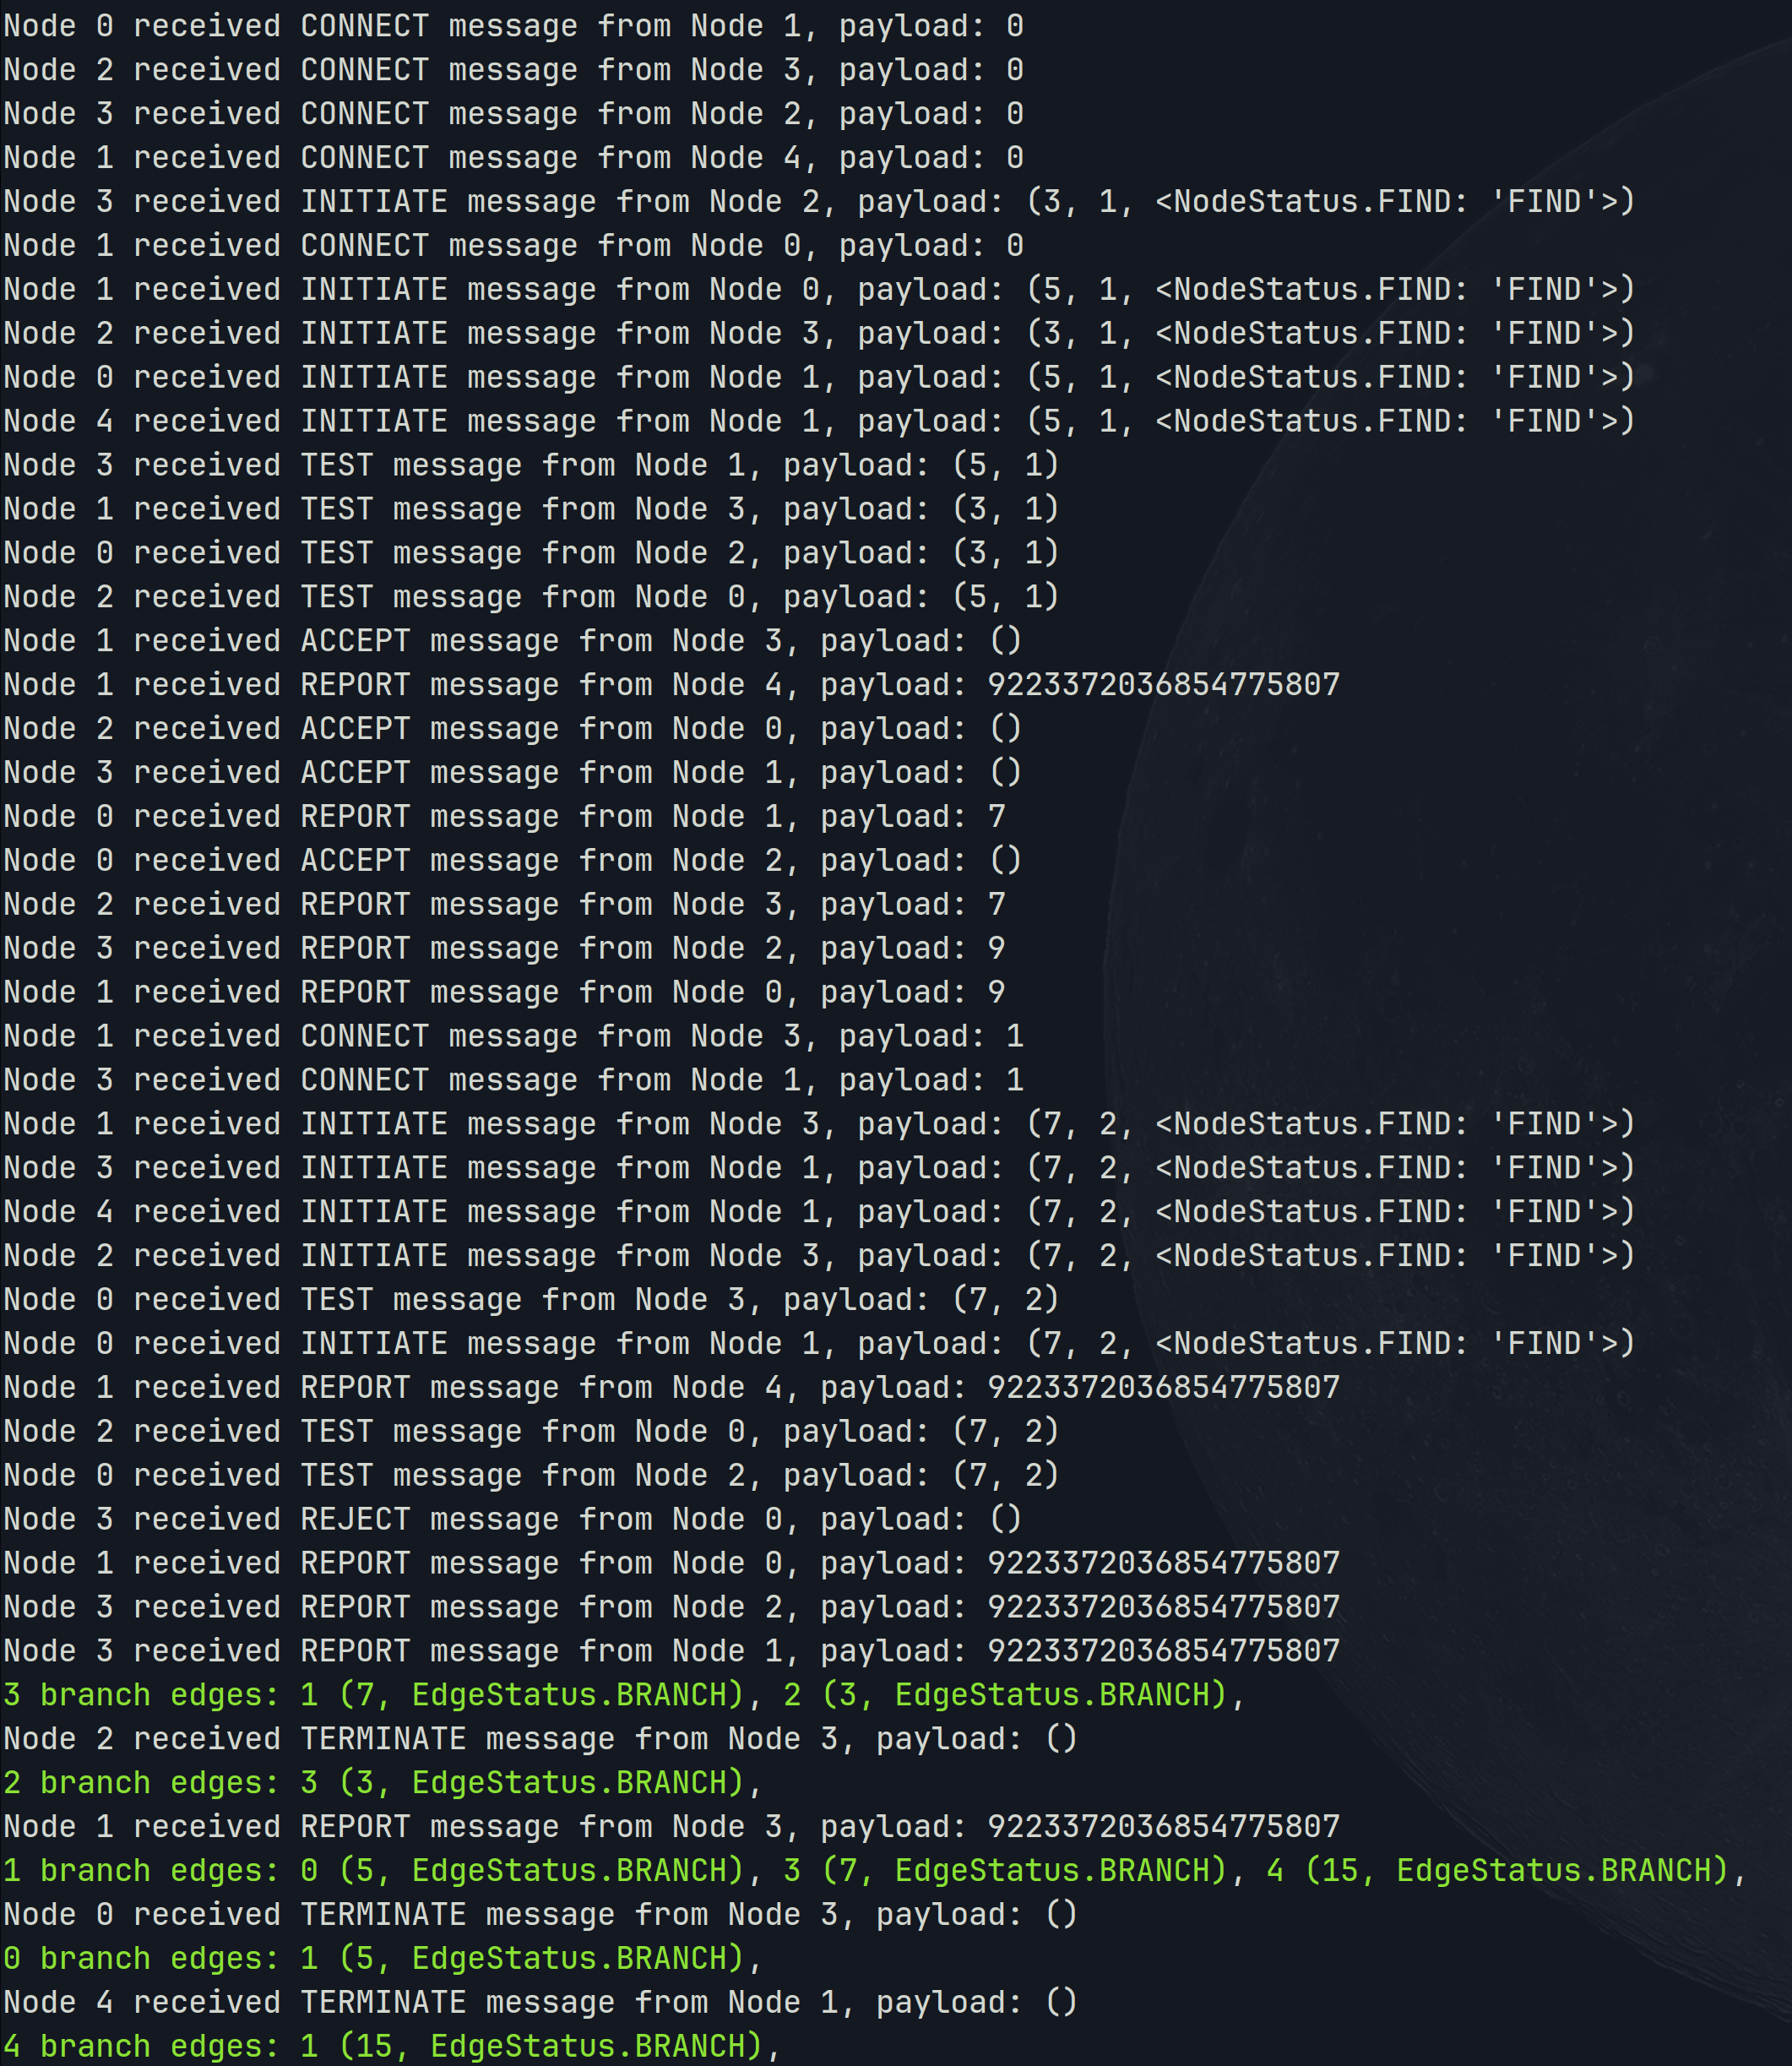 Node 0 received CONNECT message from Node 1, payload: 0
Node 2 received CONNECT message from Node 3, payload: 0
Node 3 received CONNECT message from Node 2, payload: 0
Node 1 received CONNECT message from Node 4, payload: 0
Node 3 received INITIATE message from Node 2, payload: (3, 1, <NodeStatus.FIND: 'FIND'>)
Node 1 received CONNECT message from Node 0, payload: 0
Node 1 received INITIATE message from Node 0, payload: (5, 1, <NodeStatus.FIND: 'FIND'>)
Node 2 received INITIATE message from Node 3, payload: (3, 1, <NodeStatus.FIND: 'FIND'>)
Node 0 received INITIATE message from Node 1, payload: (5, 1, <NodeStatus.FIND: 'FIND'>)
Node 4 received INITIATE message from Node 1, payload: (5, 1, <NodeStatus.FIND: 'FIND'>)
Node 3 received TEST message from Node 1, payload: (5, 1)
Node 1 received TEST message from Node 3, payload: (3, 1)
Node 0 received TEST message from Node 2, payload: (3, 1)
Node 2 received TEST message from Node 0, payload: (5, 1)
Node 1 received ACCEPT message from Node 3, payload: ()
Node 1 received REPORT message from Node 4, payload: 9223372036854775807
Node 2 received ACCEPT message from Node 0, payload: ()
Node 3 received ACCEPT message from Node 1, payload: ()
Node 0 received REPORT message from Node 1, payload: 7
Node 0 received ACCEPT message from Node 2, payload: ()
Node 2 received REPORT message from Node 3, payload: 7
Node 3 received REPORT message from Node 2, payload: 9
Node 1 received REPORT message from Node 0, payload: 9
Node 1 received CONNECT message from Node 3, payload: 1
Node 3 received CONNECT message from Node 1, payload: 1
Node 1 received INITIATE message from Node 3, payload: (7, 2, <NodeStatus.FIND: 'FIND'>)
Node 3 received INITIATE message from Node 1, payload: (7, 2, <NodeStatus.FIND: 'FIND'>)
Node 4 received INITIATE message from Node 1, payload: (7, 2, <NodeStatus.FIND: 'FIND'>)
Node 2 received INITIATE message from Node 3, payload: (7, 2, <NodeStatus.FIND: 'FIND'>)
Node 0 received TEST message from Node 3, payload: (7, 2)
Node 0 received INITIATE message from Node 1, payload: (7, 2, <NodeStatus.FIND: 'FIND'>)
Node 1 received REPORT message from Node 4, payload: 9223372036854775807
Node 2 received TEST message from Node 0, payload: (7, 2)
Node 0 received TEST message from Node 2, payload: (7, 2)
Node 3 received REJECT message from Node 0, payload: ()
Node 1 received REPORT message from Node 0, payload: 9223372036854775807
Node 3 received REPORT message from Node 2, payload: 9223372036854775807
Node 3 received REPORT message from Node 1, payload: 9223372036854775807
3 branch edges: 1 (7, EdgeStatus.BRANCH), 2 (3, EdgeStatus.BRANCH),
Node 2 received TERMINATE message from Node 3, payload: ()
2 branch edges: 3 (3, EdgeStatus.BRANCH),
Node 1 received REPORT message from Node 3, payload: 9223372036854775807
1 branch edges: 0 (5, EdgeStatus.BRANCH), 3 (7, EdgeStatus.BRANCH), 4 (15, EdgeStatus.BRANCH),
Node 0 received TERMINATE message from Node 3, payload: ()
0 branch edges: 1 (5, EdgeStatus.BRANCH),
Node 4 received TERMINATE message from Node 1, payload: ()
4 branch edges: 1 (15, EdgeStatus.BRANCH),